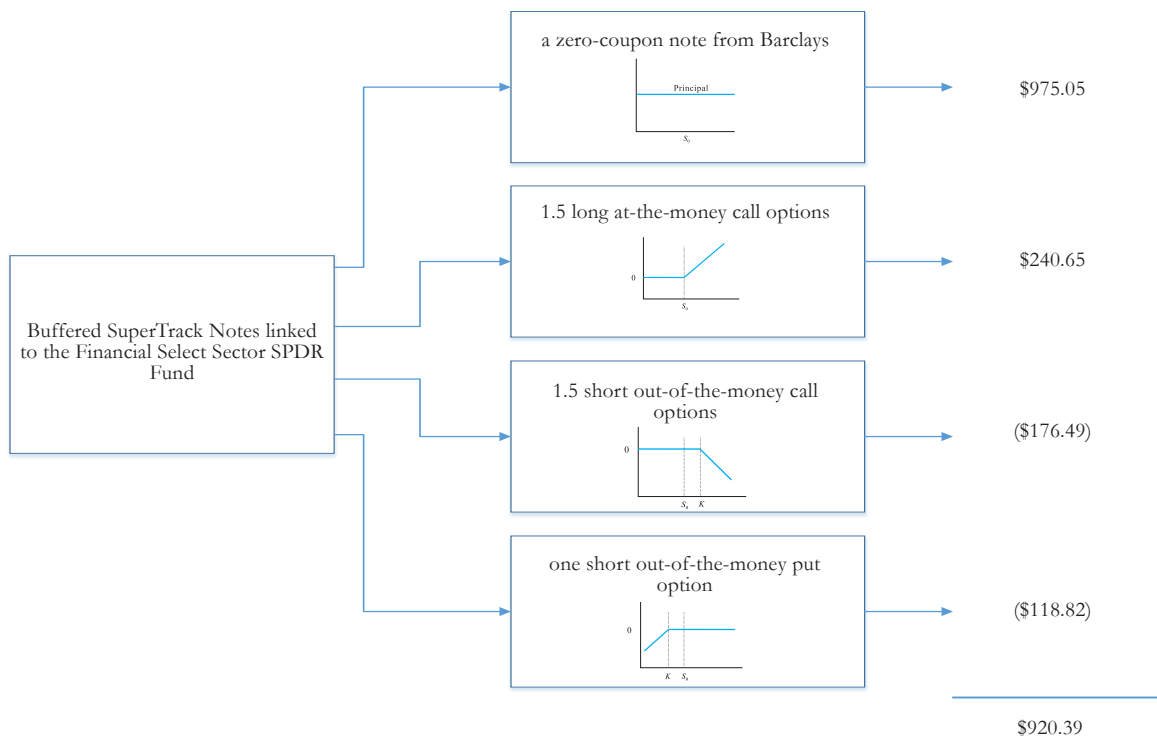 a zero-coupon note from Barclays
Principal
S₀
$975.05
1.5 long at-the-money call options
0
S₀
$240.65
Buffered SuperTrack Notes linked
to the Financial Select Sector SPDR
Fund
1.5 short out-of-the-money call
options
0
S₀ K
($176.49)
one short out-of-the-money put
option
0
K S₀
($118.82)
$920.39